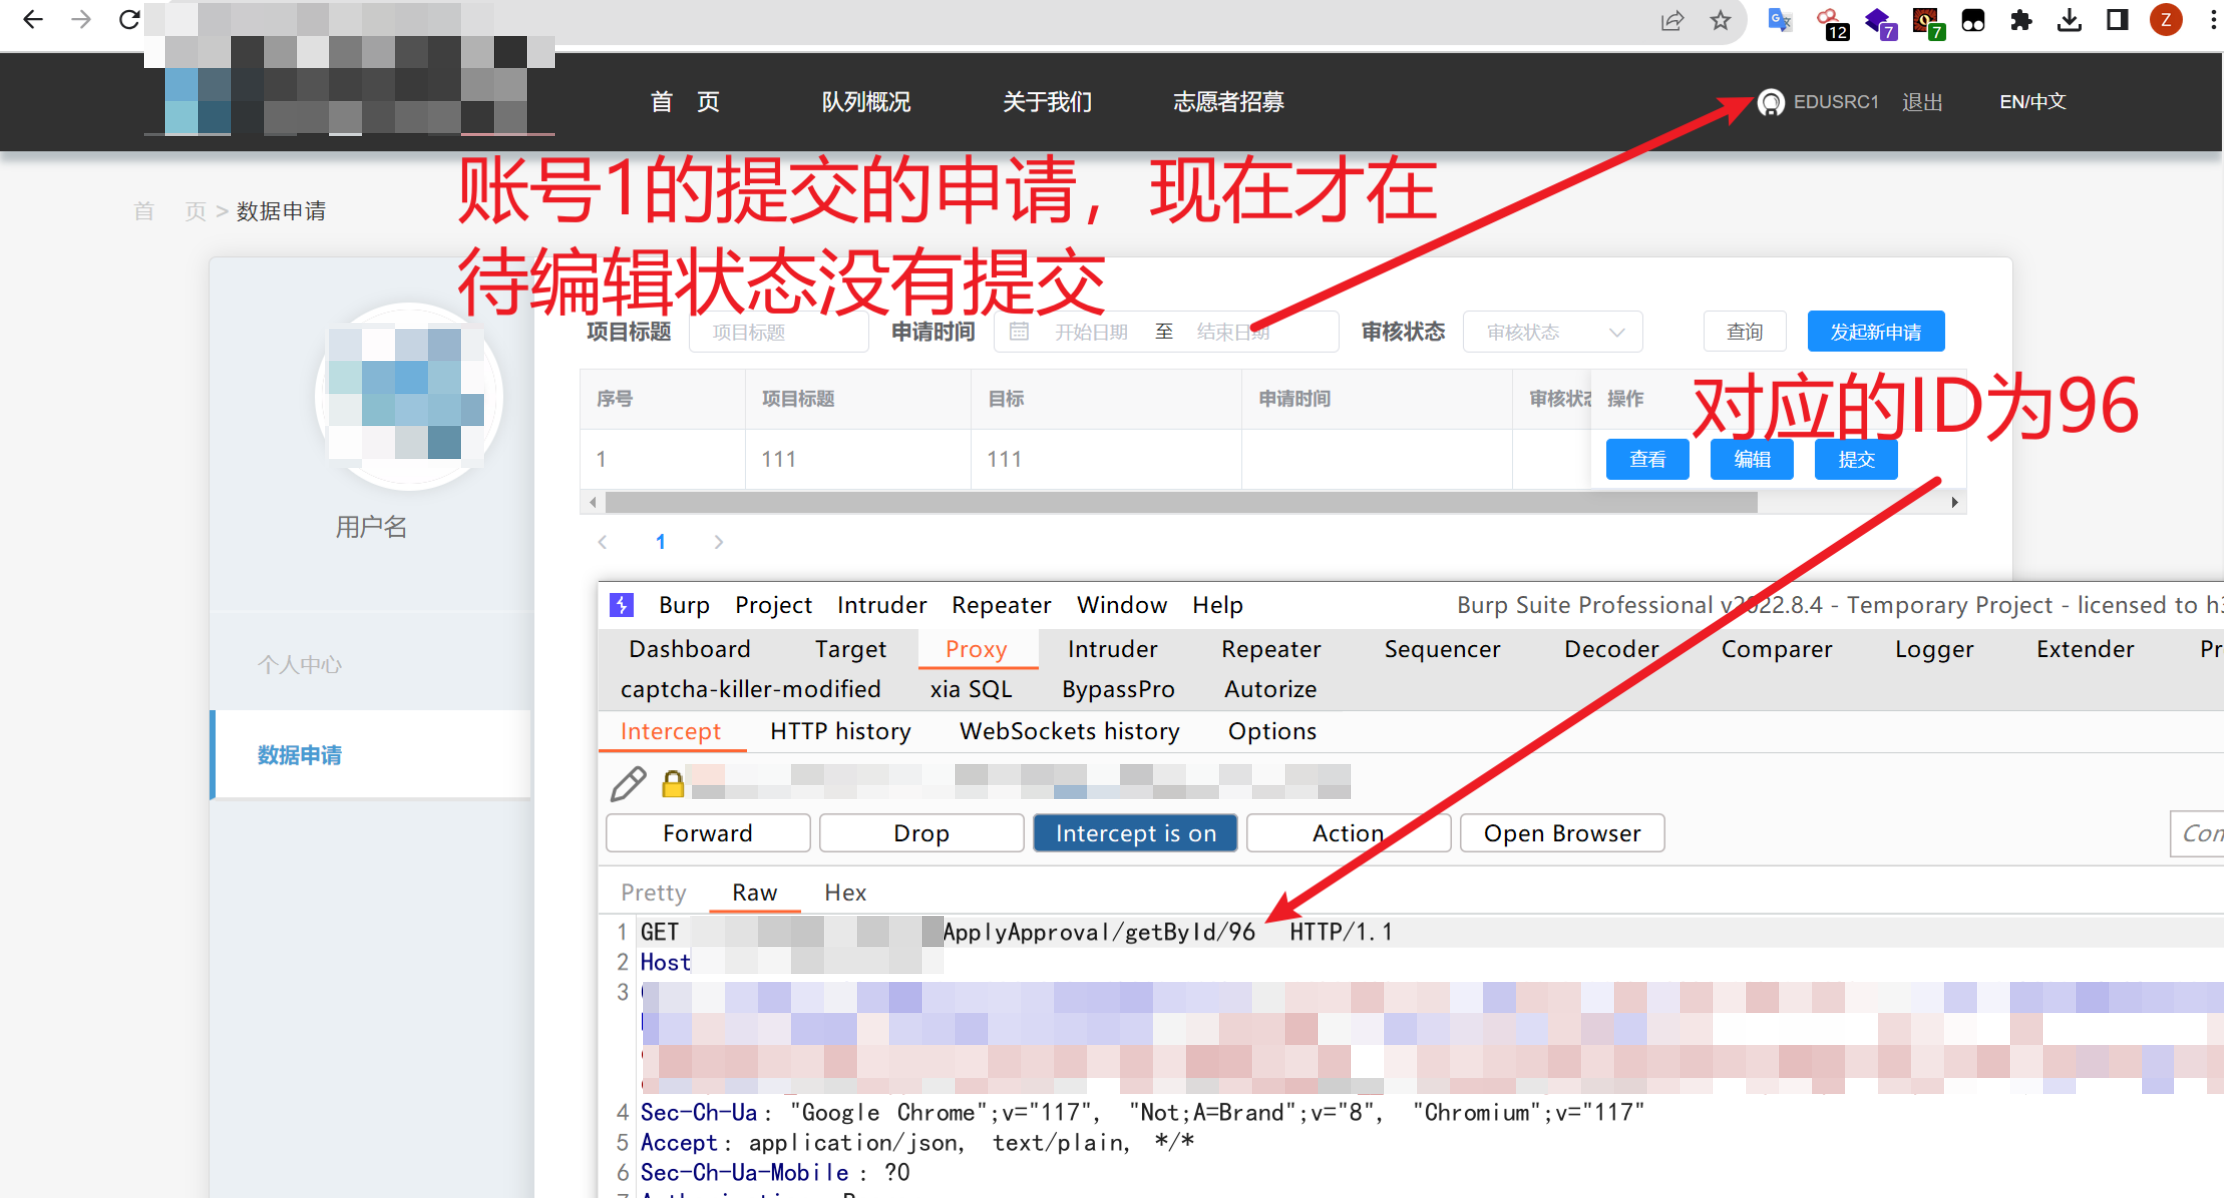 12
7
7
Z
首 页
队列概况
关于我们
志愿者招募
EDUSRC1
退出
EN/中文
账号1的提交的申请，现在才在
待编辑状态没有提交
首 页 > 数据申请
项目标题
项目标题
申请时间
开始日期 至 结束日期
审核状态
审核状态
查询
发起新申请
序号
项目标题
目标
申请时间
审核状态
操作
对应的ID为96
1
111
111
查看
编辑
提交
1
用户名
个人中心
数据申请
Burp Project Intruder Repeater Window Help
Burp Suite Professional v2022.8.4 - Temporary Project - licensed to h3
Dashboard Target Proxy Intruder Repeater Sequencer Decoder Comparer Logger Extender Pr
captcha-killer-modified xia SQL BypassPro Autorize
Intercept HTTP history WebSockets history Options
Forward Drop Intercept is on Action Open Browser
Con
Pretty Raw Hex
1 GET ApplyApproval/getById/96 HTTP/1.1
2 Host
3
4 Sec-Ch-Ua: "Google Chrome";v="117", "Not;A=Brand";v="8", "Chromium";v="117"
5 Accept: application/json, text/plain, */*
6 Sec-Ch-Ua-Mobile : ?0